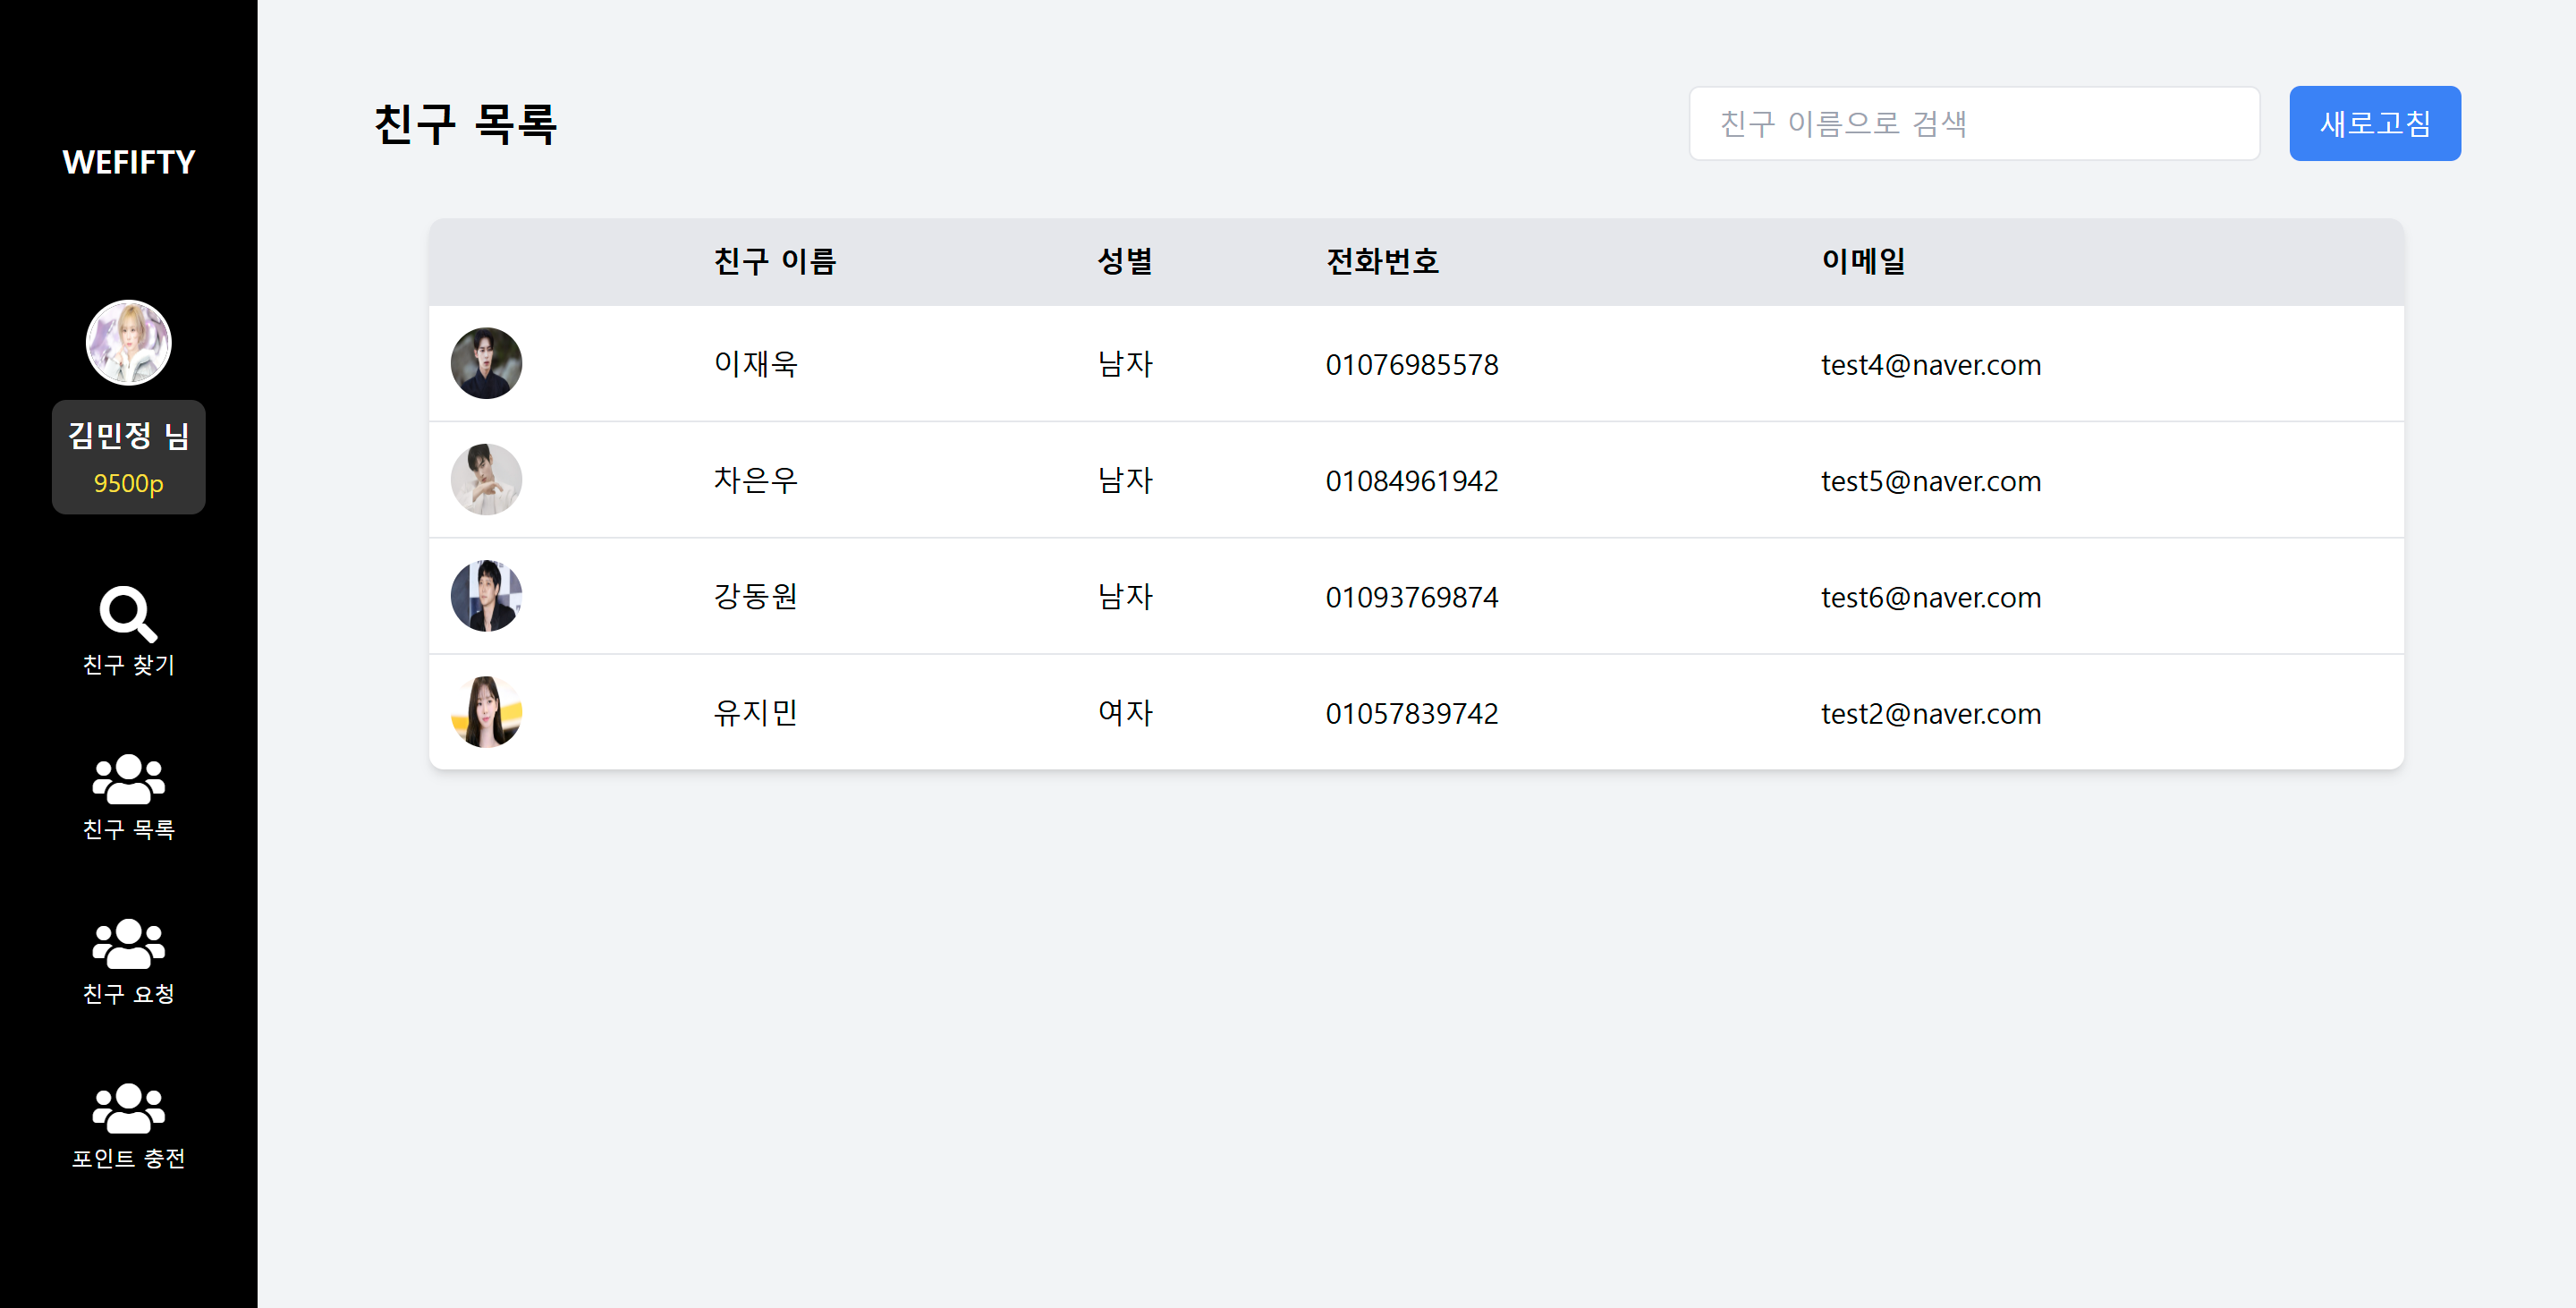 WEFIFTY
김민정 님
9500p
친구 찾기
친구 목록
친구 요청
포인트 충전
친구 목록
친구 이름으로 검색
새로고침
친구 이름 성별 전화번호 이메일
이재욱 남자 01076985578 test4@naver.com
차은우 남자 01084961942 test5@naver.com
강동원 남자 01093769874 test6@naver.com
유지민 여자 01057839742 test2@naver.com